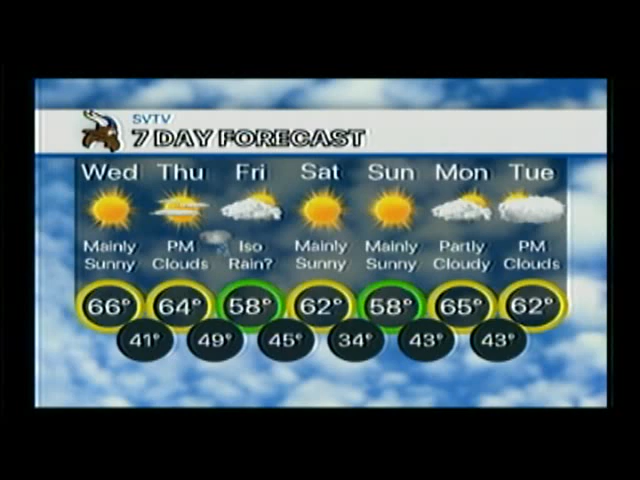 SVTV
7 DAY FORECAST
Wed Thu Fri Sat Sun Mon Tue
Mainly PM Iso Mainly Mainly Partly PM
Sunny Clouds Rain? Sunny Sunny Cloudy Clouds
66° 64° 58° 62° 58° 65° 62°
41° 49° 45° 34° 43° 43°